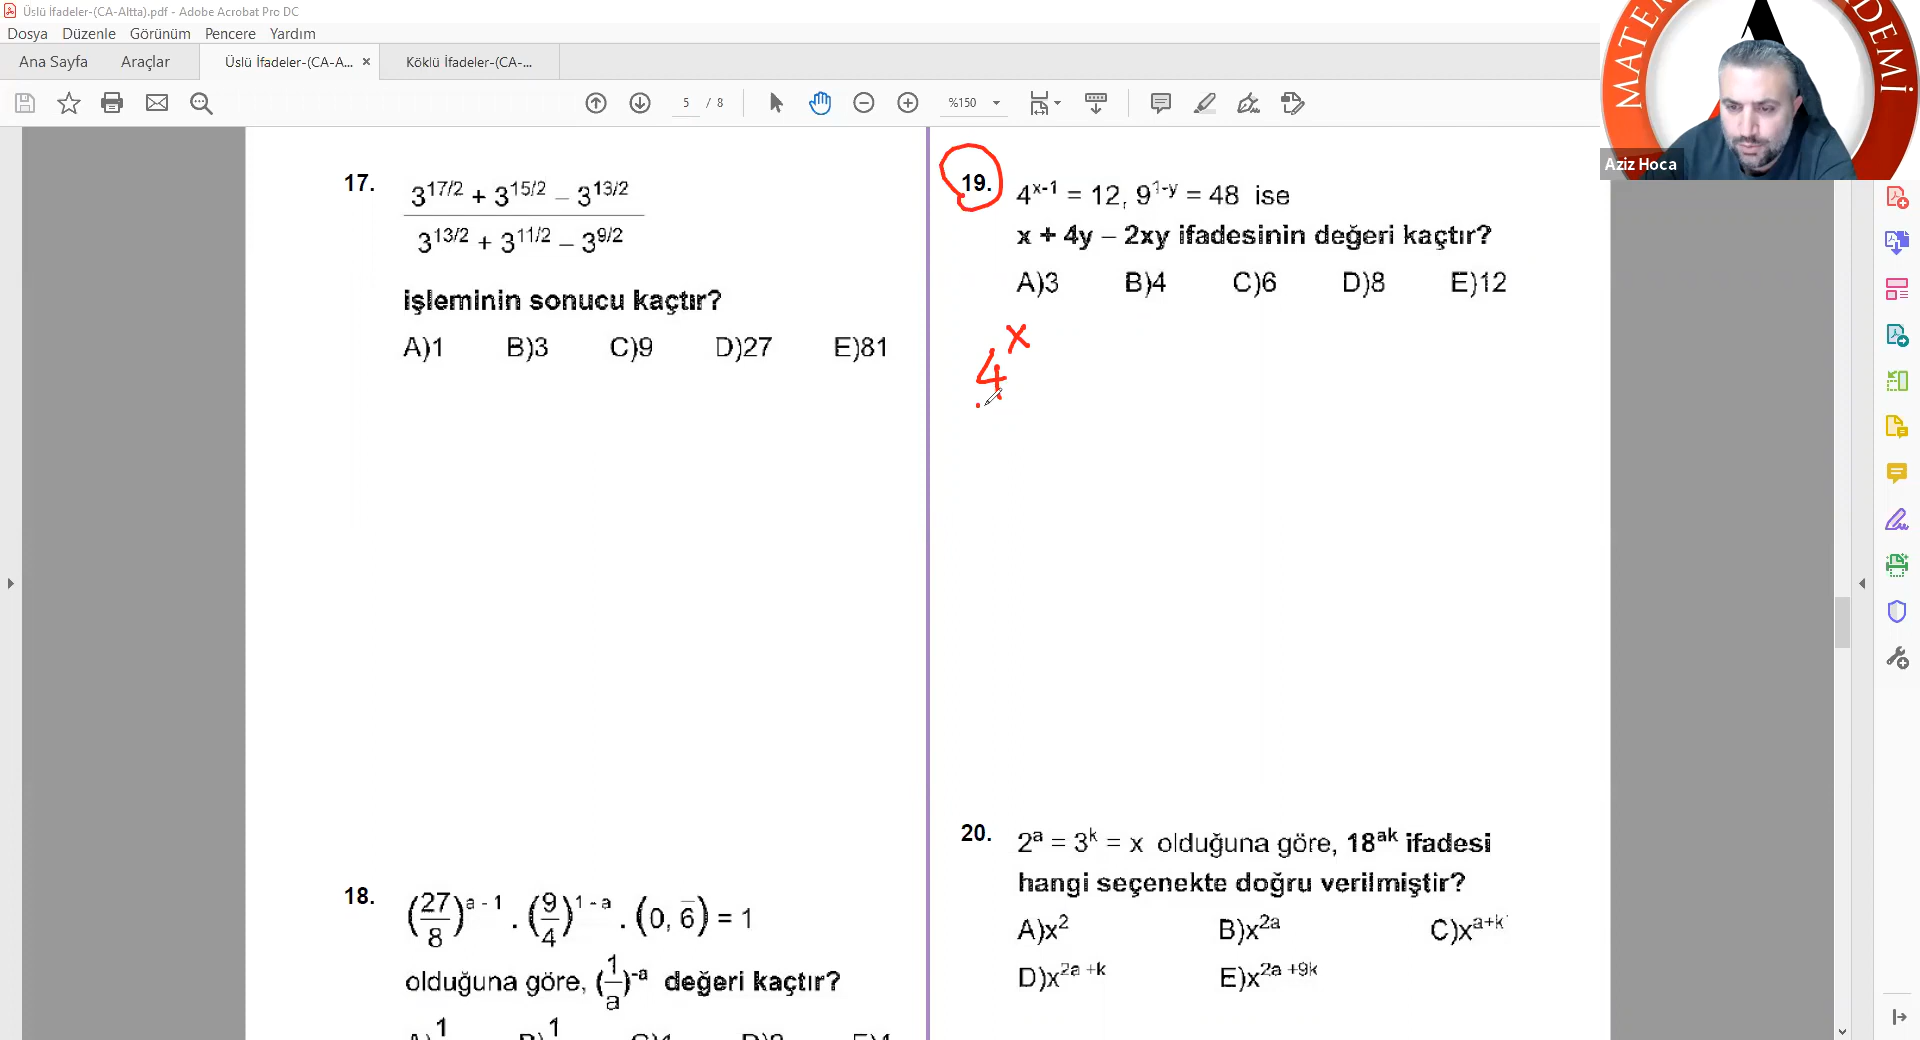 Üslü İfadeler-(CA-Altta).pdf - Adobe Acrobat Pro DC
Dosya Düzenle Görünüm Pencere Yardım
Ana Sayfa Araçlar Üslü İfadeler-(CA-A... × Köklü İfadeler-(CA-...
5 / 8 %150
MATEM
DEMİ
Aziz Hoca
17. 3^17/2 + 3^15/2 – 3^13/2
3^13/2 + 3^11/2 – 3^9/2
işleminin sonucu kaçtır?
A)1 B)3 C)9 D)27 E)81
18. (27/8)^a - 1 . (9/4)^1 - a . (0, 6̅) = 1
olduğuna göre, (1/a)^-a değeri kaçtır?
19. 4^x-1 = 12, 9^1-y = 48 ise
x + 4y – 2xy ifadesinin değeri kaçtır?
A)3 B)4 C)6 D)8 E)12
4^x
20. 2^a = 3^k = x olduğuna göre, 18^ak ifadesi
hangi seçenekte doğru verilmiştir?
A)x^2 B)x^2a C)x^a+k
D)x^2a +k E)x^2a +9k